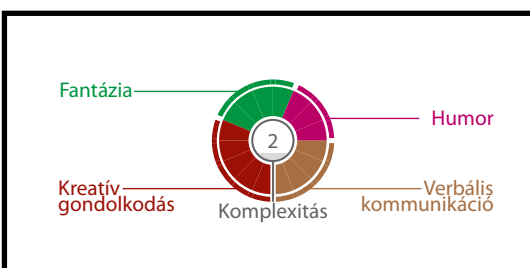 Fantázia
Humor
2
Kreatív
gondolkodás
Verbális
kommunikáció
Komplexitás